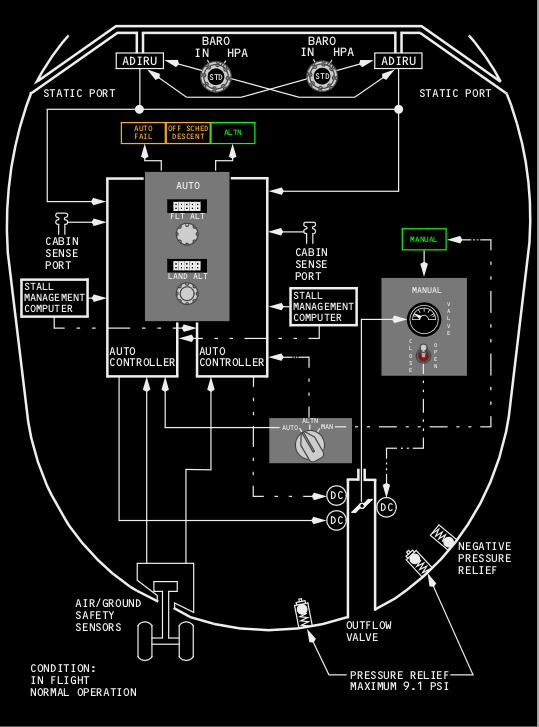 BARO
IN HPA
BARO
IN HPA
ADIRU
STD
STD
ADIRU
STATIC PORT
STATIC PORT
AUTO
FAIL
OFF SCHED
DESCENT
ALTN
AUTO
FLT ALT
LAND ALT
CABIN
SENSE
PORT
CABIN
SENSE
PORT
MANUAL
STALL
MANAGEMENT
COMPUTER
STALL
MANAGEMENT
COMPUTER
MANUAL
VALVE
CLOSE
OPEN
AUTO
CONTROLLER
AUTO
CONTROLLER
AUTO
ALTN
MAN
DC
DC
DC
NEGATIVE
PRESSURE
RELIEF
AIR/GROUND
SAFETY
SENSORS
OUTFLOW
VALVE
CONDITION:
IN FLIGHT
NORMAL OPERATION
PRESSURE RELIEF
MAXIMUM 9.1 PSI